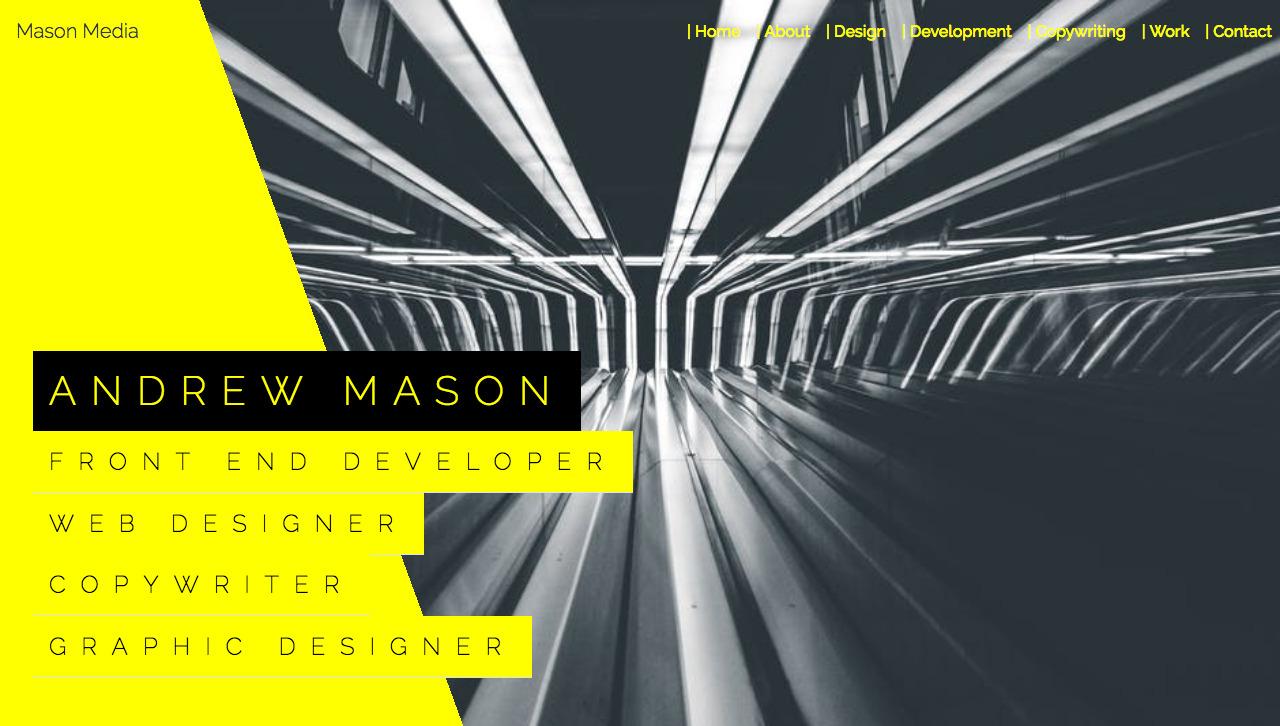 Mason Media
| Home | About | Design | Development | Copywriting | Work | Contact
ANDREW MASON
FRONT END DEVELOPER
WEB DESIGNER
COPYWRITER
GRAPHIC DESIGNER